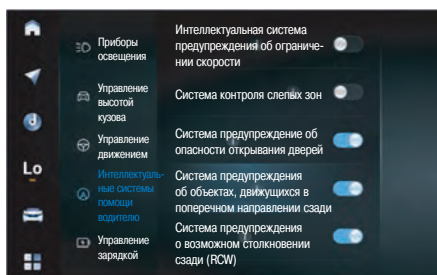 Приборы
освещения
Управление
высотой
кузова
Управление
движением
Интеллектуаль-
ные системы
помощи
водителю
Управление
зарядкой
Lo
Интеллектуальная система
предупреждения об ограниче-
нии скорости
Система контроля слепых зон
Система предупреждение об
опасности открывания дверей
Система предупреждения
об объектах, движущихся в
поперечном направлении сзади
Система предупреждения
о возможном столкновении
сзади (RCW)